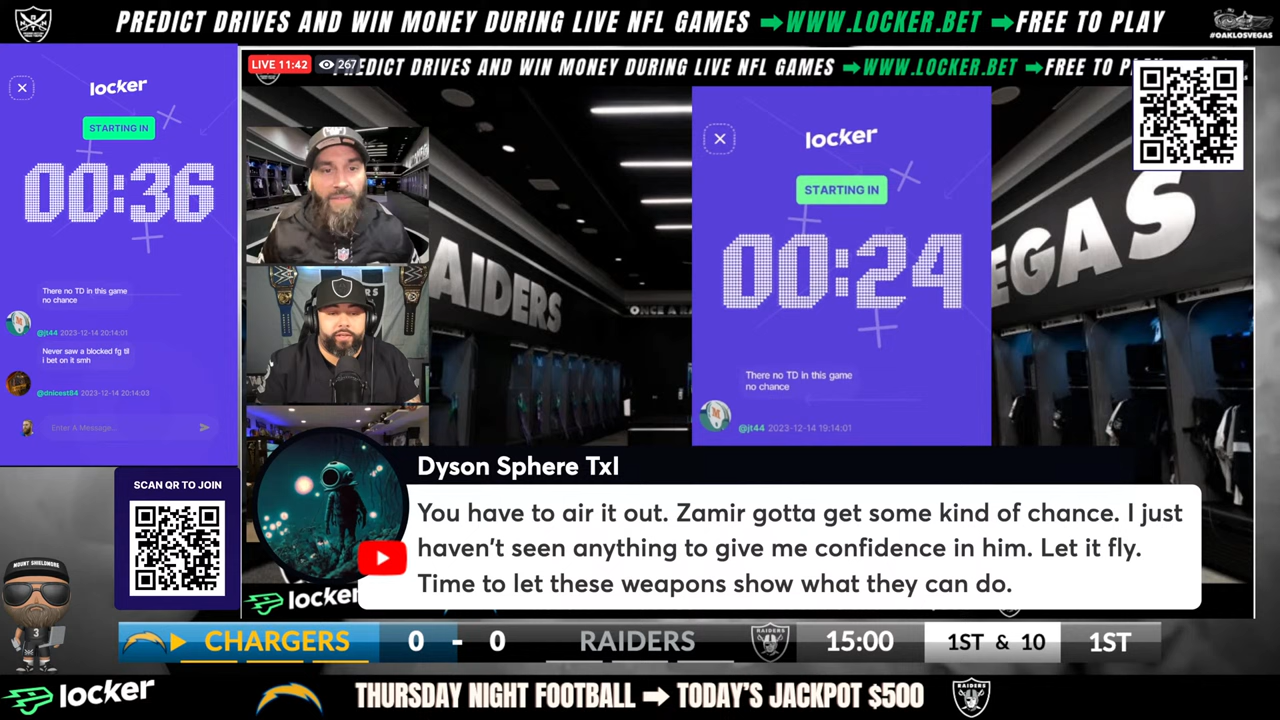 PREDICT DRIVES AND WIN MONEY DURING LIVE NFL GAMES ➡WWW.LOCKER.BET ➡FREE TO PLAY
#OAKLOSVEGAS
LIVE 11:42 267
EDICT DRIVES AND WIN MONEY DURING LIVE NFL GAMES ➡WWW.LOCKER.BET ➡FREE TO P
locker
STARTING IN
00:36
There no TD in this game
no chance
@jt44 2023-12-14 20:14:01
Never saw a blocked fg til
i bet on it smh
@dnicest84 2023-12-14 20:14:03
Enter A Message...
SCAN QR TO JOIN
RAIDERS
ONCE A RA
VEGAS
locker
STARTING IN
00:24
There no TD in this game
no chance
@jt44 2023-12-14 19:14:01
Dyson Sphere TxI
You have to air it out. Zamir gotta get some kind of chance. I just
haven't seen anything to give me confidence in him. Let it fly.
Time to let these weapons show what they can do.
locker
MOUNT SHIELDMORE
3
CHARGERS 0 - 0 RAIDERS RAIDERS 15:00 1ST & 10 1ST
locker THURSDAY NIGHT FOOTBALL ➡ TODAY'S JACKPOT $500 RAIDERS